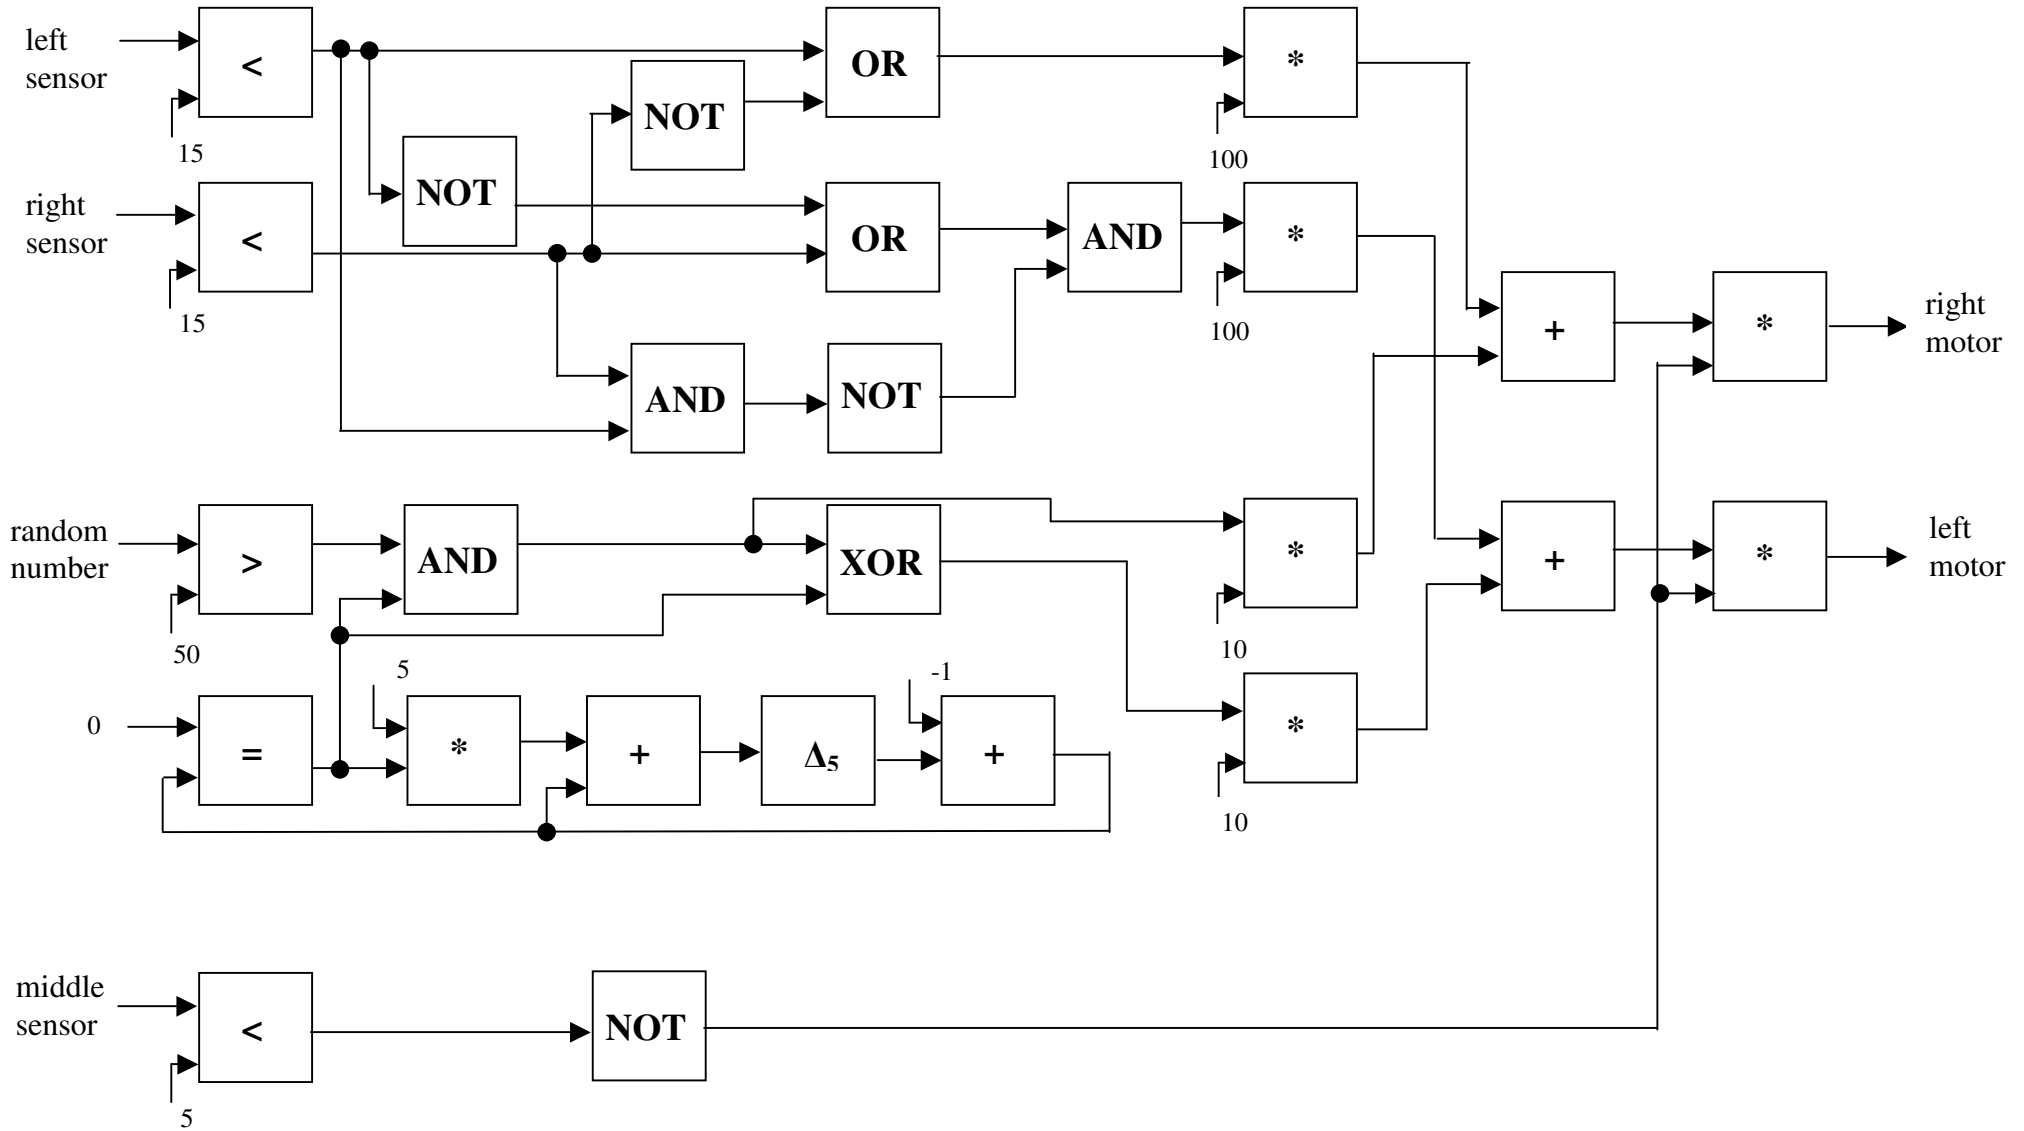 left
sensor
<
OR
*
NOT
15
100
NOT
right
sensor
<
OR
AND
*
15
100
right
motor
+
*
AND
NOT
random
number
>
AND
XOR
*
+
*
left
motor
50
10
5
-1
0
=
*
+
Δ5
+
*
10
middle
sensor
<
NOT
5